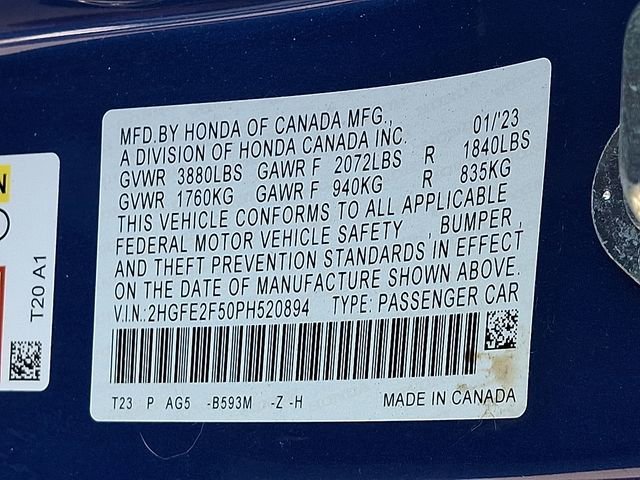 MFD.BY HONDA OF CANADA MFG., 01/'23
A DIVISION OF HONDA CANADA INC.
GVWR 3880LBS GAWR F 2072LBS R 1840LBS
GVWR 1760KG GAWR F 940KG R 835KG
THIS VEHICLE CONFORMS TO ALL APPLICABLE
FEDERAL MOTOR VEHICLE SAFETY , BUMPER ,
AND THEFT PREVENTION STANDARDS IN EFFECT
ON THE DATE OF MANUFACTURE SHOWN ABOVE.
V.I.N.:2HGFE2F50PH520894 TYPE: PASSENGER CAR
T23 P AG5 -B593M -Z -H MADE IN CANADA
T20 A1